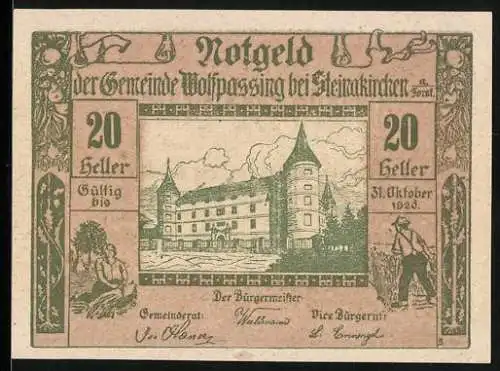 Notgeld
der Gemeinde Wolfpassing bei Steinakirchen a. Forst.
20 Heller
20 Heller
Gültig bis
31. Oktober 1920.
Der Bürgermeister
Gemeinderat:
Vice Bürgerm: